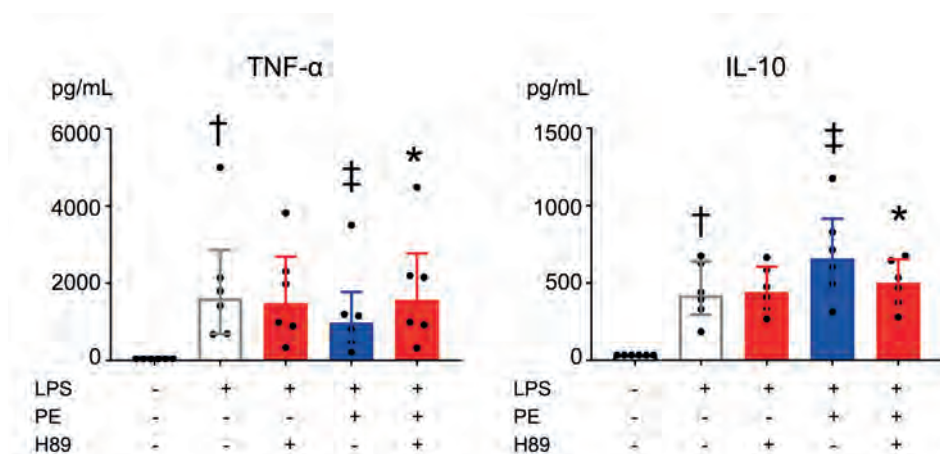 TNF-α
pg/mL
6000
4000
2000
0
† ‡ *
LPS - + + + +
PE - - - + +
H89 - - + - +
IL-10
pg/mL
1500
1000
500
0
† ‡ *
LPS - + + + +
PE - - - + +
H89 - - + - +